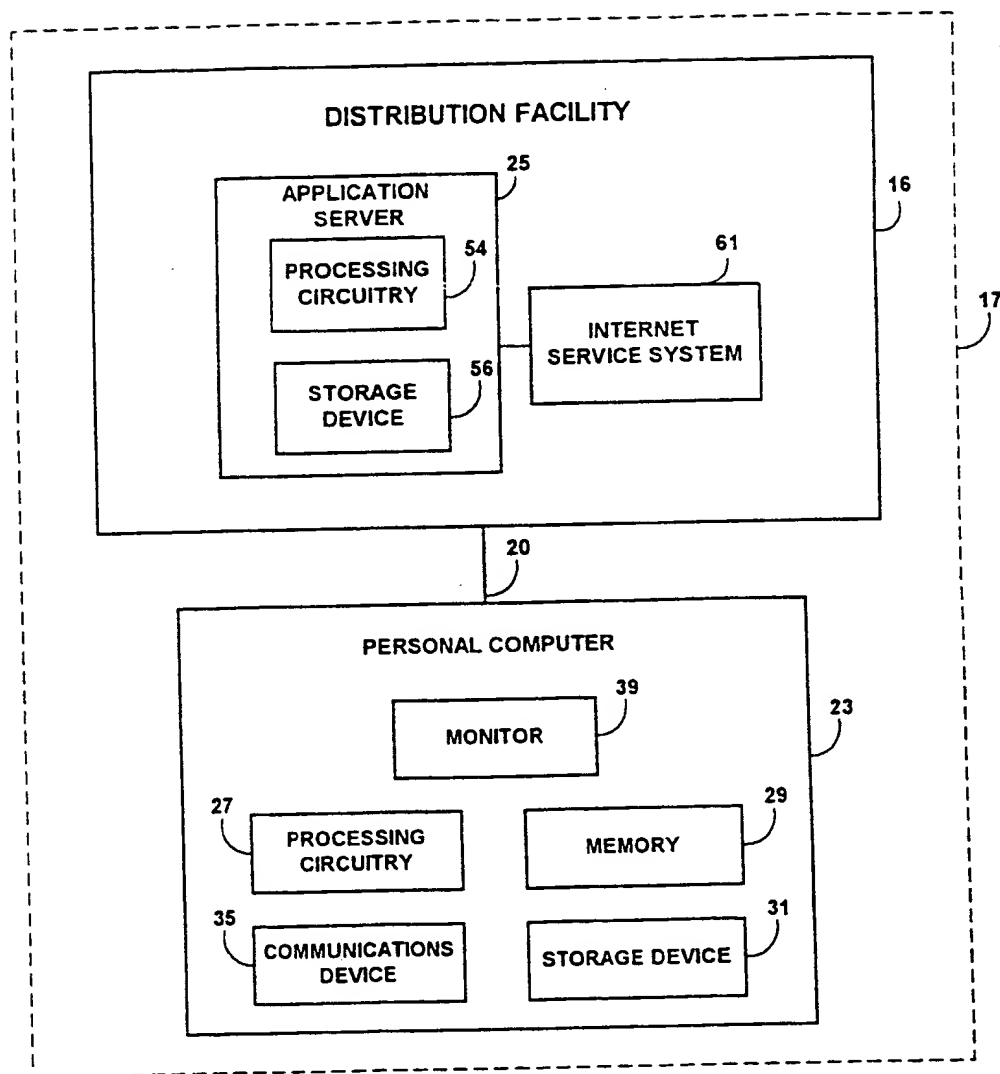 DISTRIBUTION FACILITY
25
16
APPLICATION
SERVER
54
PROCESSING
CIRCUITRY
61
INTERNET
SERVICE SYSTEM
17
56
STORAGE
DEVICE
20
PERSONAL COMPUTER
39
MONITOR
23
27
PROCESSING
CIRCUITRY
29
MEMORY
35
COMMUNICATIONS
DEVICE
31
STORAGE DEVICE